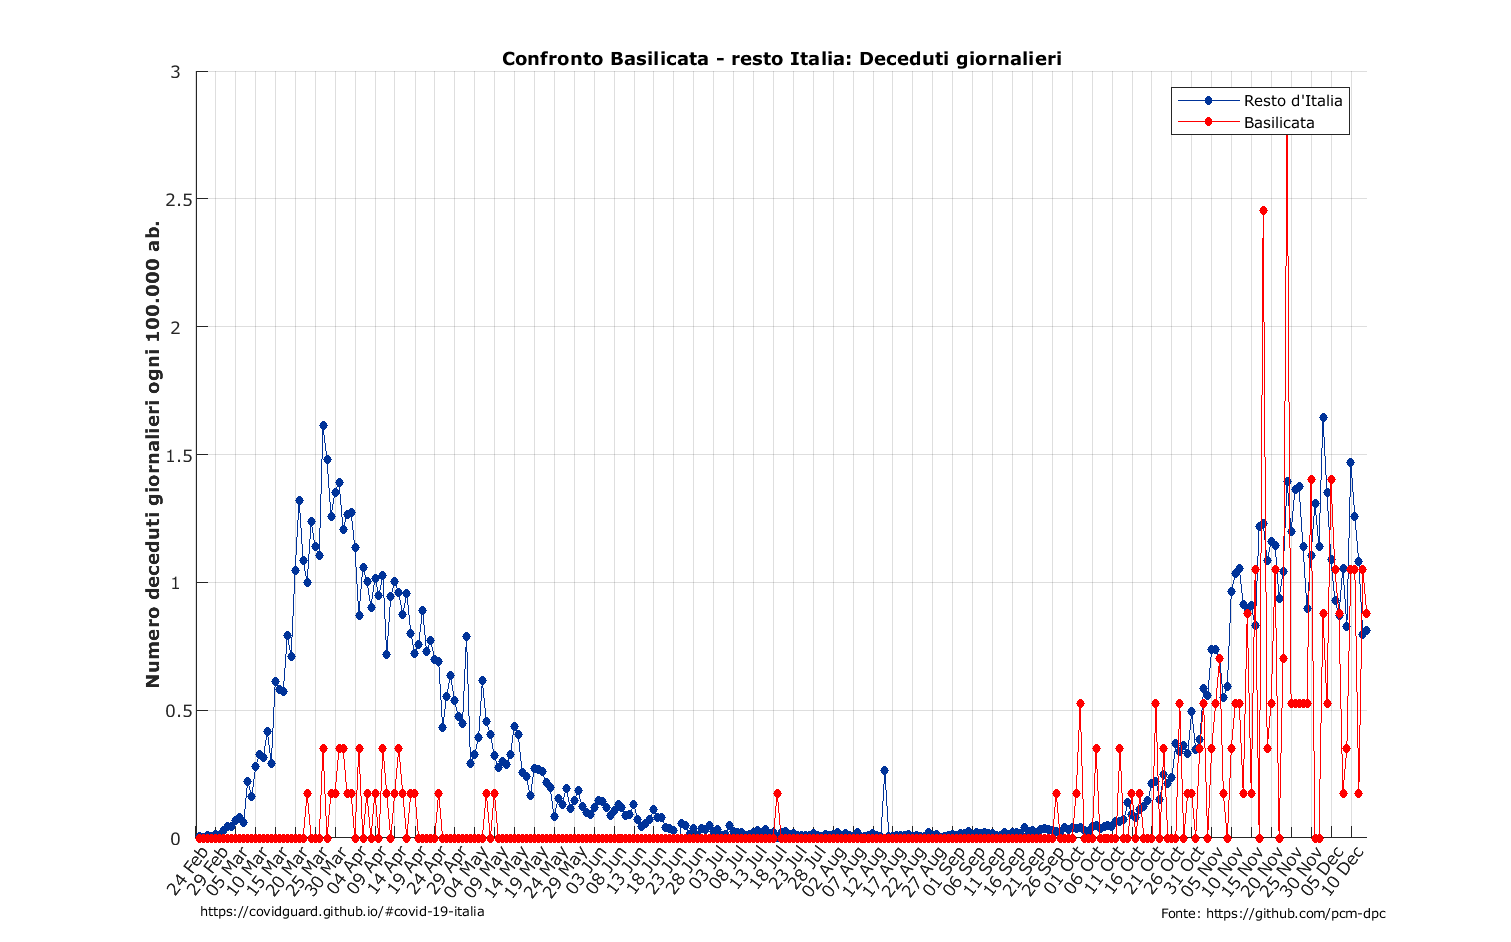 Confronto Basilicata - resto Italia: Deceduti giornalieri
Numero deceduti giornalieri ogni 100.000 ab.
3
2.5
2
1.5
1
0.5
0
Resto d'Italia
Basilicata
24 Feb
29 Feb
05 Mar
10 Mar
15 Mar
20 Mar
25 Mar
30 Mar
04 Apr
09 Apr
14 Apr
19 Apr
24 Apr
29 Apr
04 May
09 May
14 May
19 May
24 May
29 May
03 Jun
08 Jun
13 Jun
18 Jun
23 Jun
28 Jun
03 Jul
08 Jul
13 Jul
18 Jul
23 Jul
28 Jul
02 Aug
07 Aug
12 Aug
17 Aug
22 Aug
27 Aug
01 Sep
06 Sep
11 Sep
16 Sep
21 Sep
26 Sep
01 Oct
06 Oct
11 Oct
16 Oct
21 Oct
26 Oct
31 Oct
05 Nov
10 Nov
15 Nov
20 Nov
25 Nov
30 Nov
05 Dec
10 Dec
https://covidguard.github.io/#covid-19-italia
Fonte: https://github.com/pcm-dpc